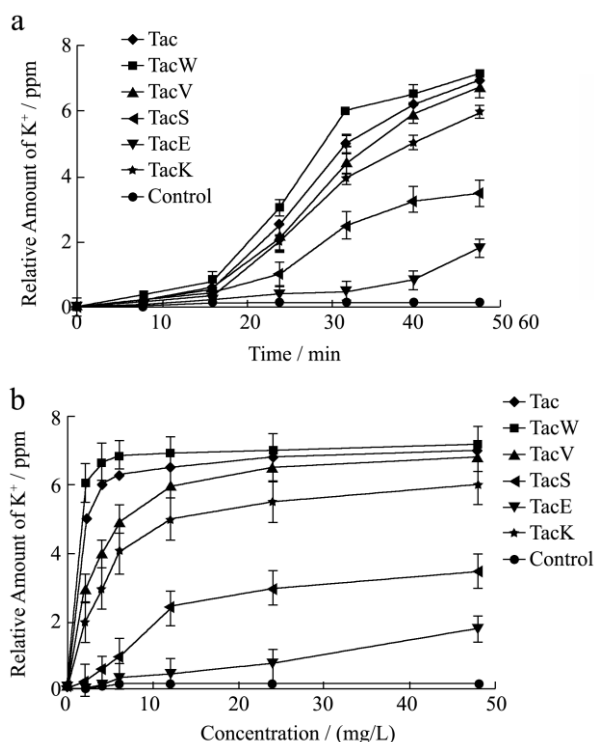 a
Tac
TacW
TacV
TacS
TacE
TacK
Control
Relative Amount of K⁺ / ppm
8
6
4
2
0
0 10 20 30 40 50 60
Time / min
b
Tac
TacW
TacV
TacS
TacE
TacK
Control
Relative Amount of K⁺ / ppm
8
6
4
2
0
0 10 20 30 40 50
Concentration / (mg/L)